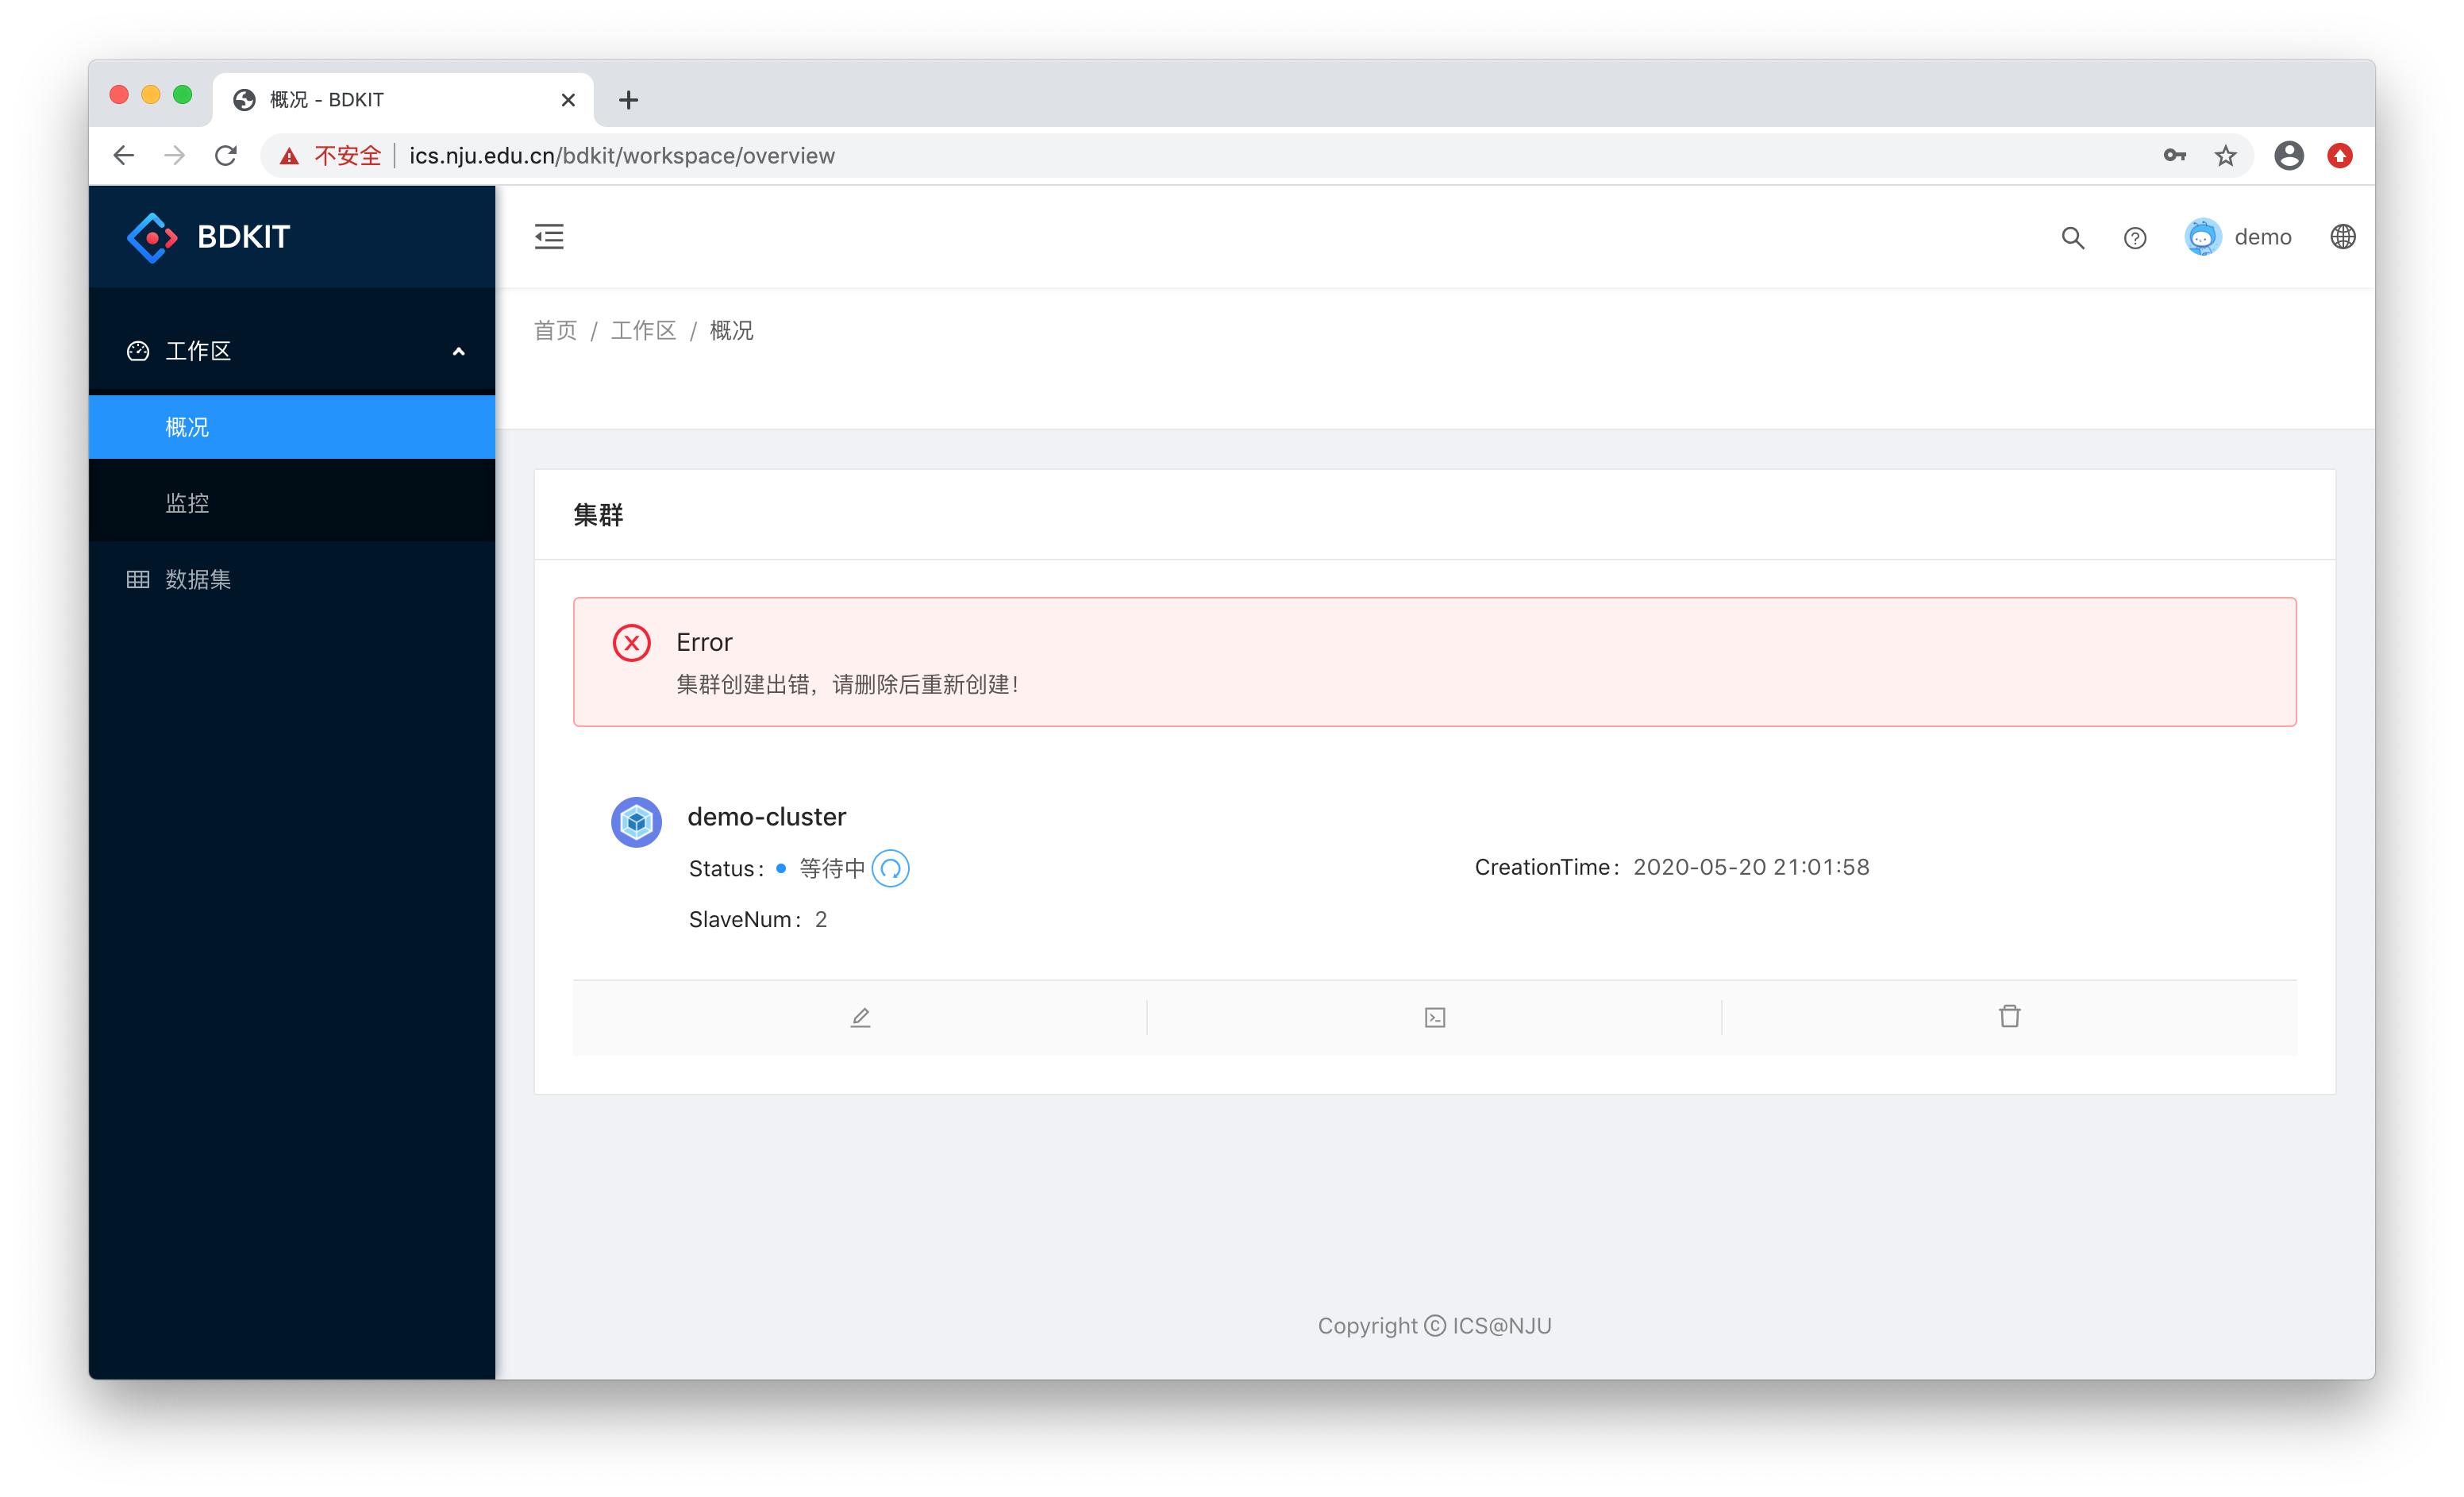 概况 - BDKIT
不安全 ics.nju.edu.cn/bdkit/workspace/overview
BDKIT
demo
首页 / 工作区 / 概况
工作区
概况
监控
数据集
集群
Error
集群创建出错，请删除后重新创建！
demo-cluster
Status： 等待中
CreationTime： 2020-05-20 21:01:58
SlaveNum： 2
Copyright © ICS@NJU